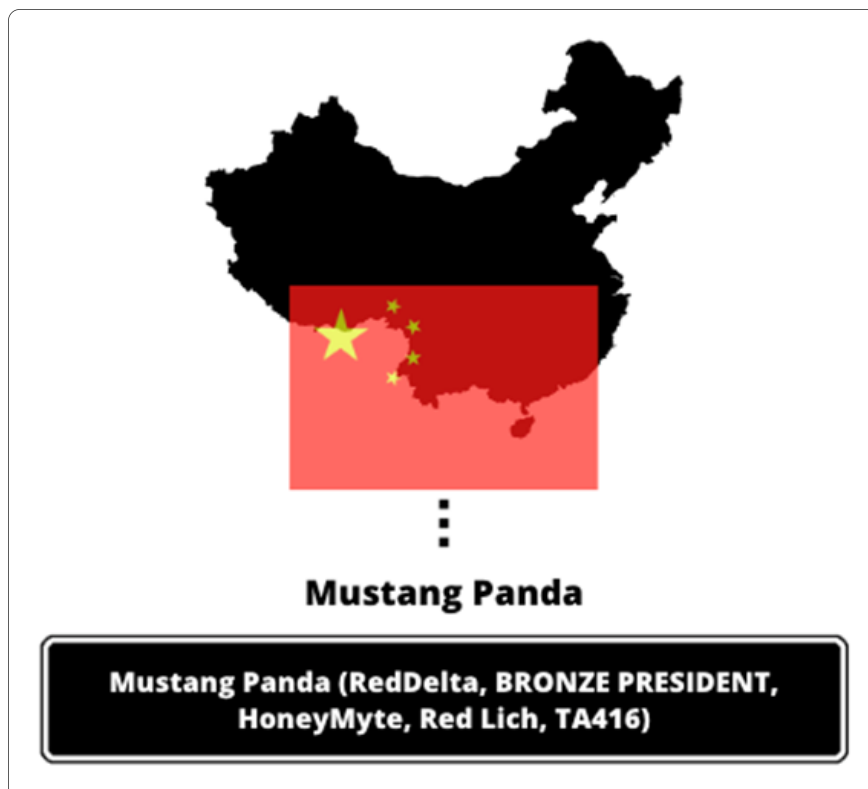 Mustang Panda
Mustang Panda (RedDelta, BRONZE PRESIDENT,
HoneyMyte, Red Lich, TA416)